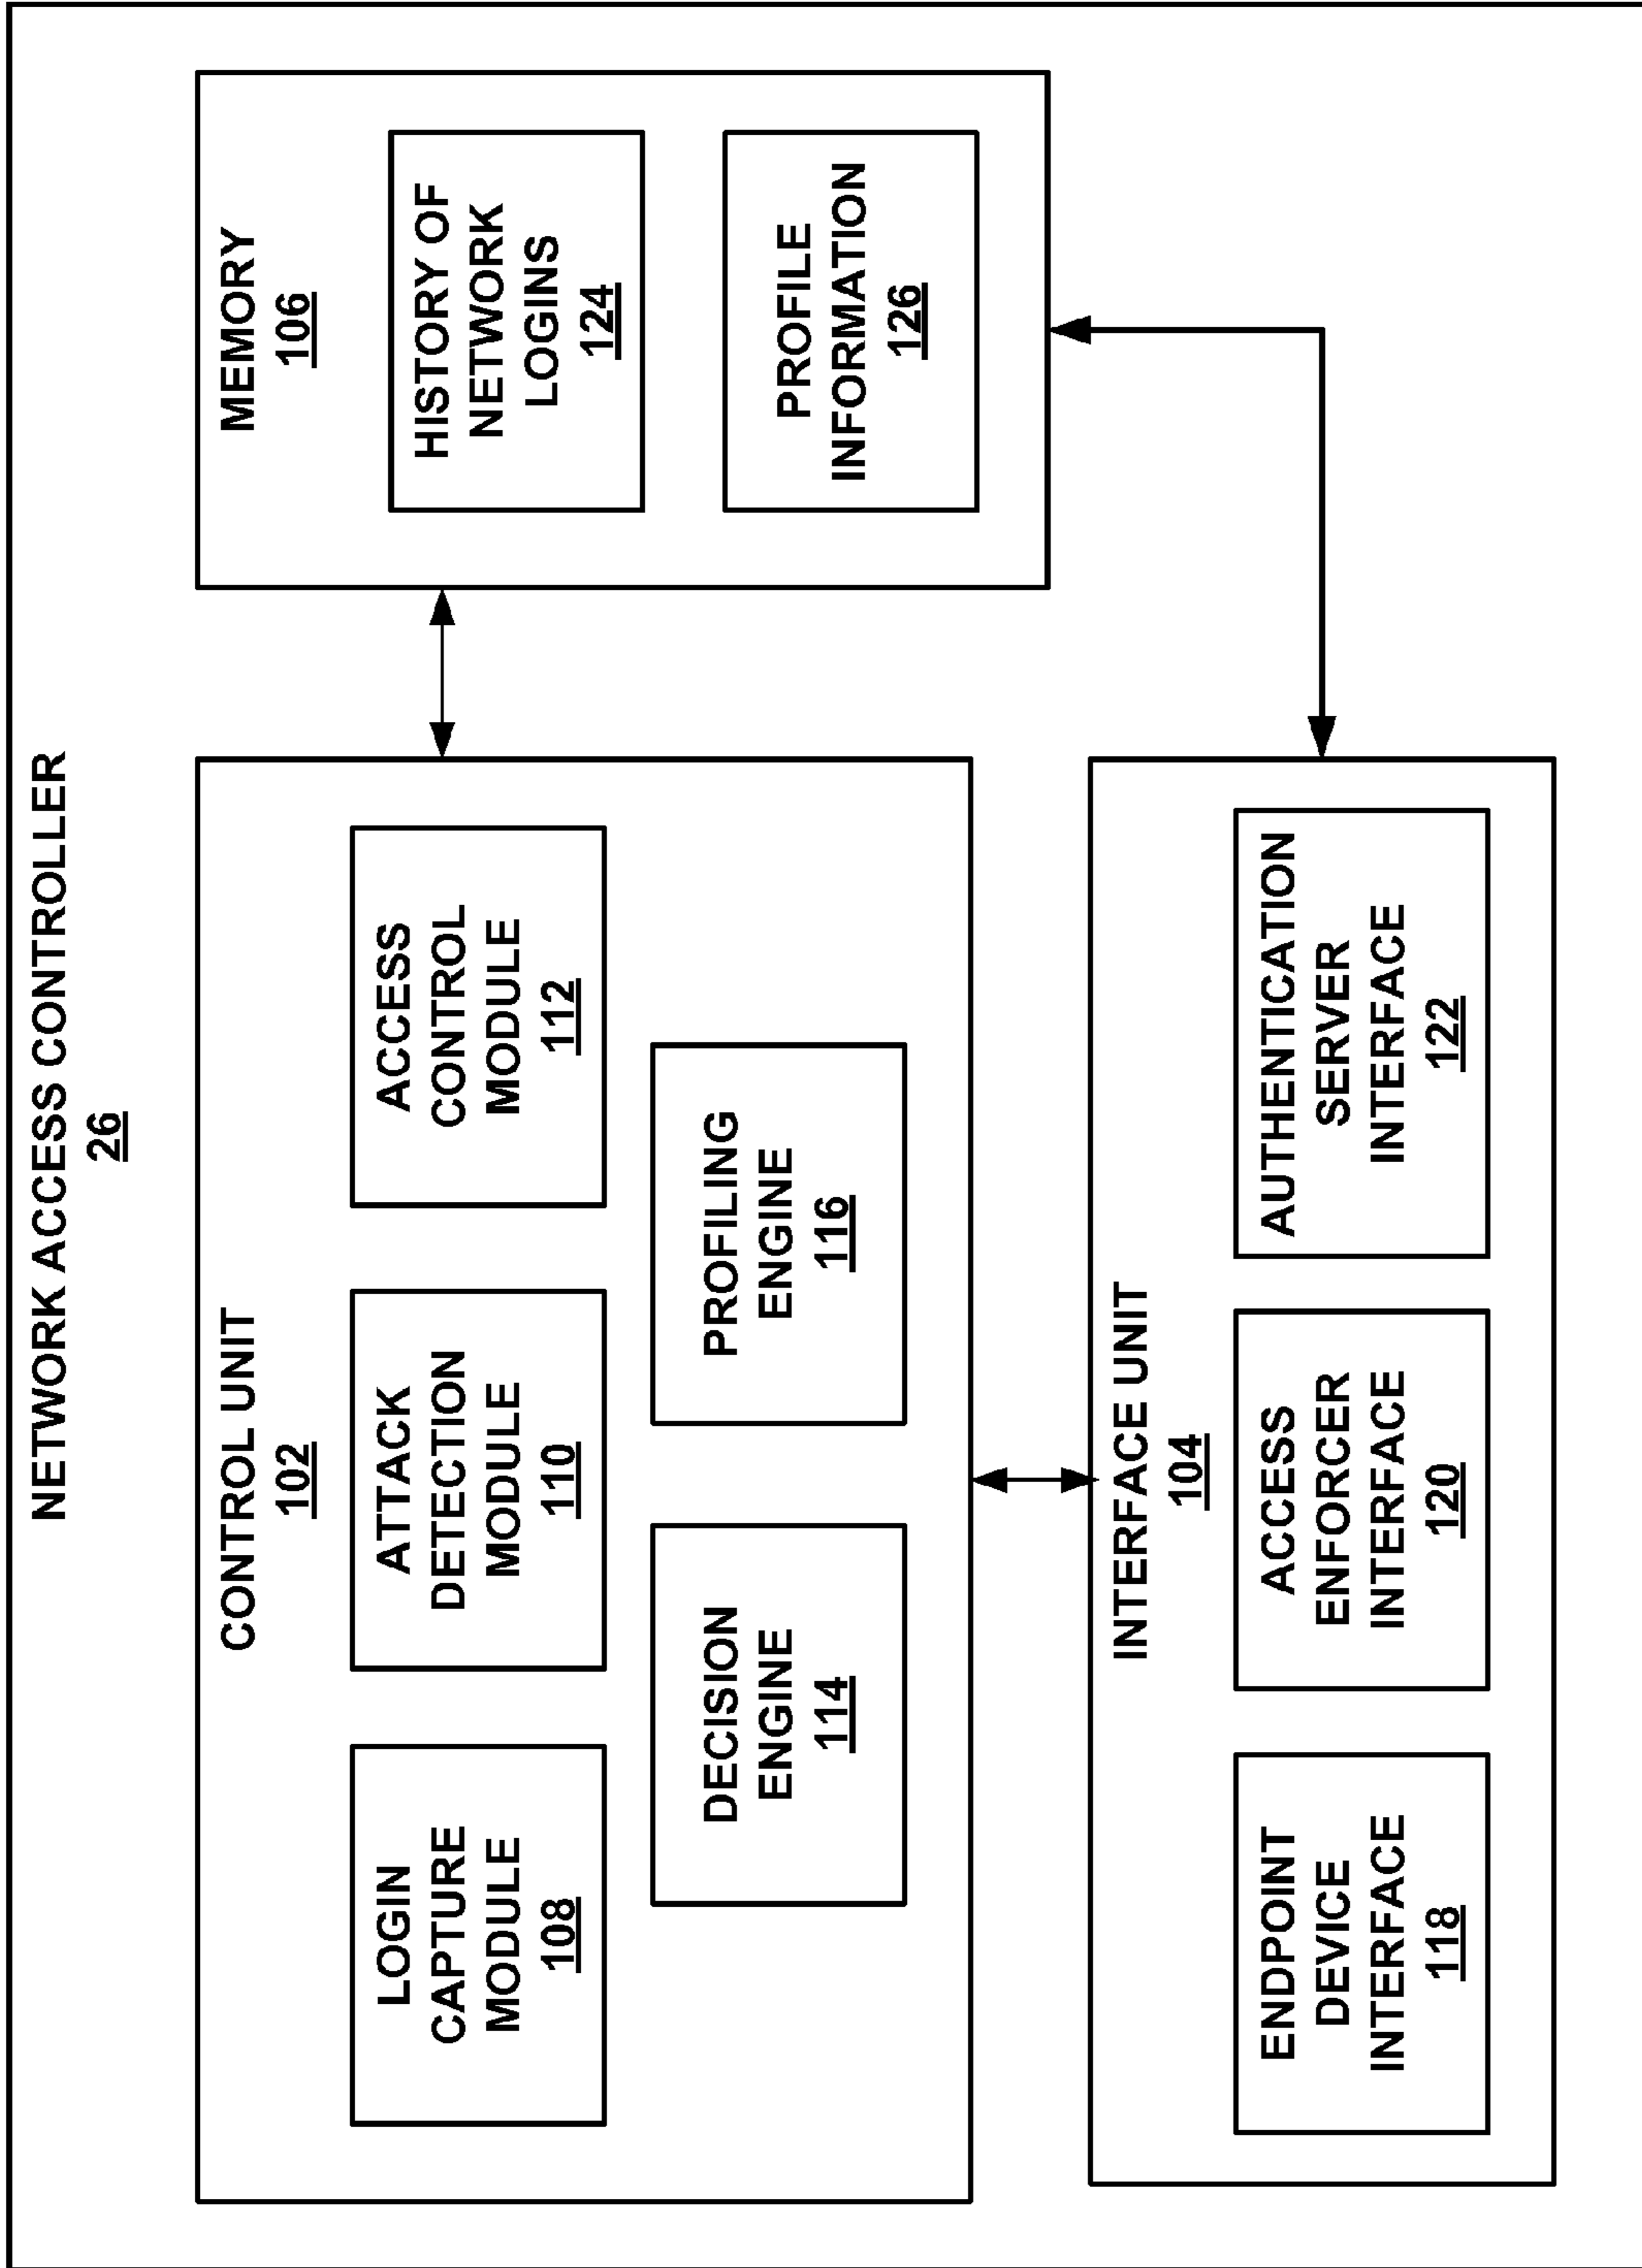 NETWORK ACCESS CONTROLLER
26
CONTROL UNIT
102
LOGIN
CAPTURE
MODULE
108
ATTACK
DETECTION
MODULE
110
ACCESS
CONTROL
MODULE
112
DECISION
ENGINE
114
PROFILING
ENGINE
116
MEMORY
106
HISTORY OF
NETWORK
LOGINS
124
PROFILE
INFORMATION
126
INTERFACE UNIT
104
ENDPOINT
DEVICE
INTERFACE
118
ACCESS
ENFORCER
INTERFACE
120
AUTHENTICATION
SERVER
INTERFACE
122